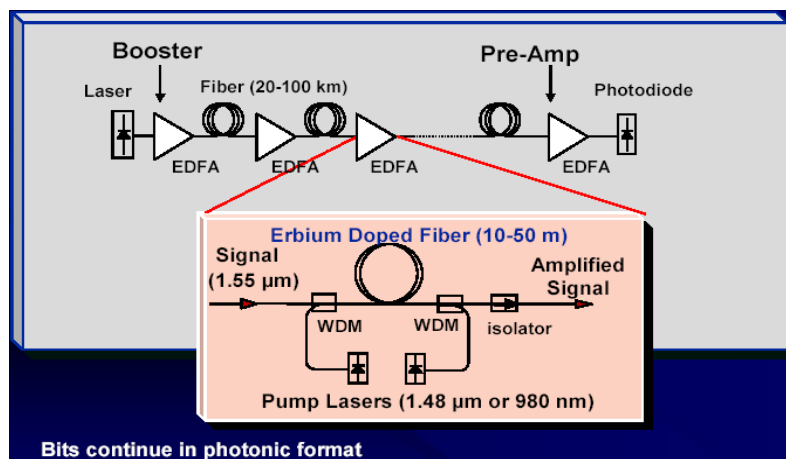 Booster
Pre-Amp
Laser
Fiber (20-100 km)
Photodiode
EDFA
EDFA
EDFA
EDFA
Erbium Doped Fiber (10-50 m)
Signal
(1.55 µm)
Amplified
Signal
WDM
WDM
isolator
Pump Lasers (1.48 µm or 980 nm)
Bits continue in photonic format